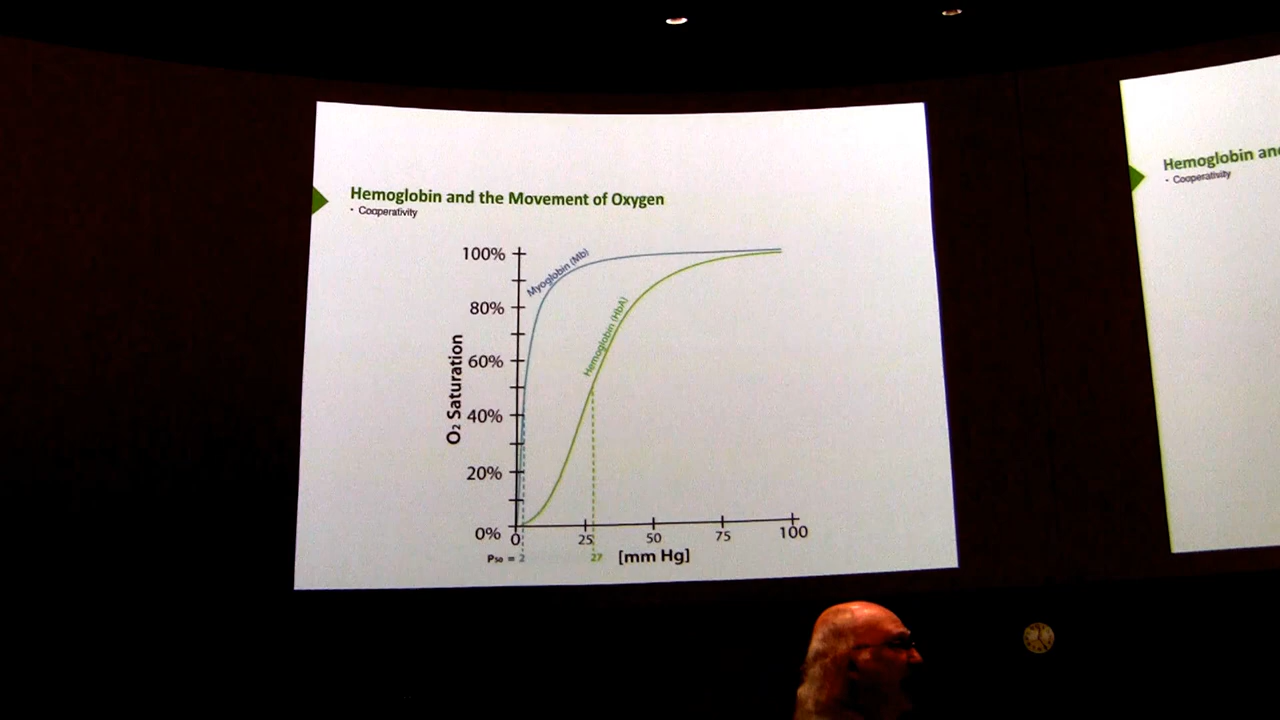 Hemoglobin and the Movement of Oxygen
• Cooperativity
100%
80%
60%
40%
20%
0%
O₂ Saturation
Myoglobin (Mb)
Hemoglobin (HbA)
0 25 50 75 100
P₅₀ = 2 27 [mm Hg]
Hemoglobin and
• Cooperativity